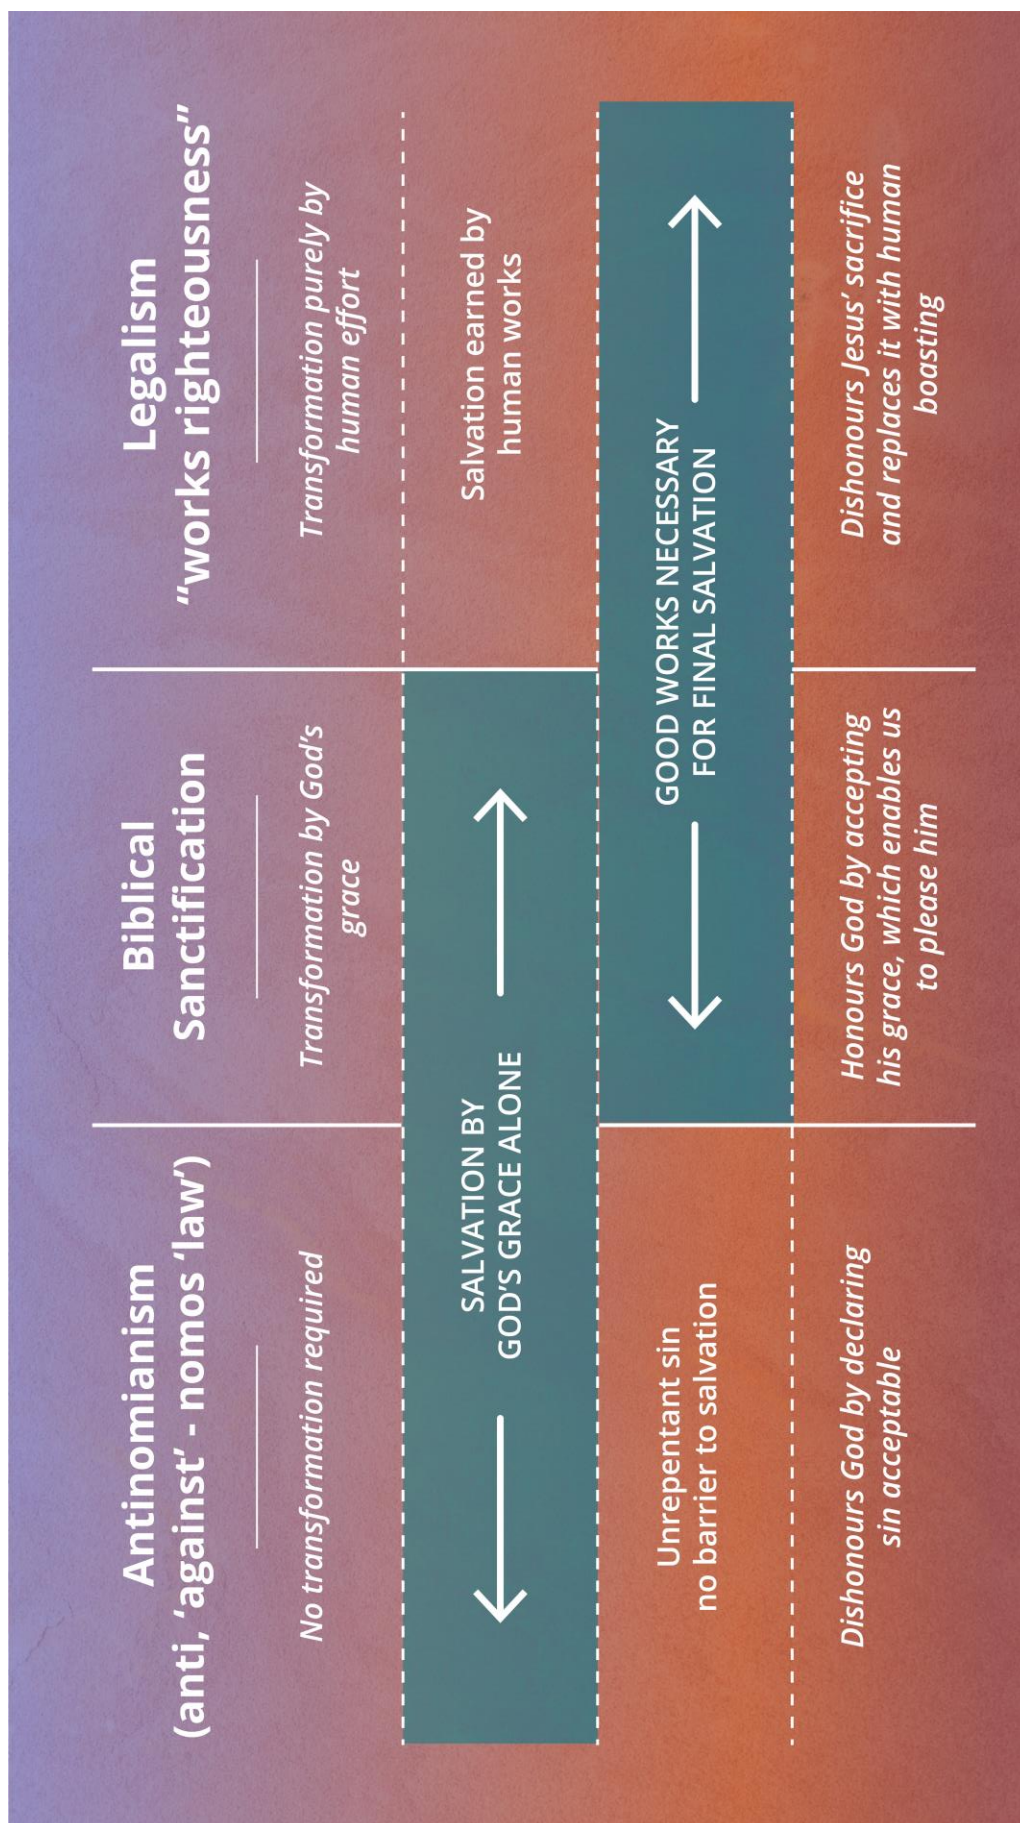 Antinomianism
(anti, ‘against’ - nomos ‘law’)
No transformation required
Biblical
Sanctification
Transformation by God’s
grace
Legalism
“works righteousness”
Transformation purely by
human effort
SALVATION BY
GOD’S GRACE ALONE
Salvation earned by
human works
Unrepentant sin
no barrier to salvation
GOOD WORKS NECESSARY
FOR FINAL SALVATION
Dishonours God by declaring
sin acceptable
Honours God by accepting
his grace, which enables us
to please him
Dishonours Jesus’ sacrifice
and replaces it with human
boasting